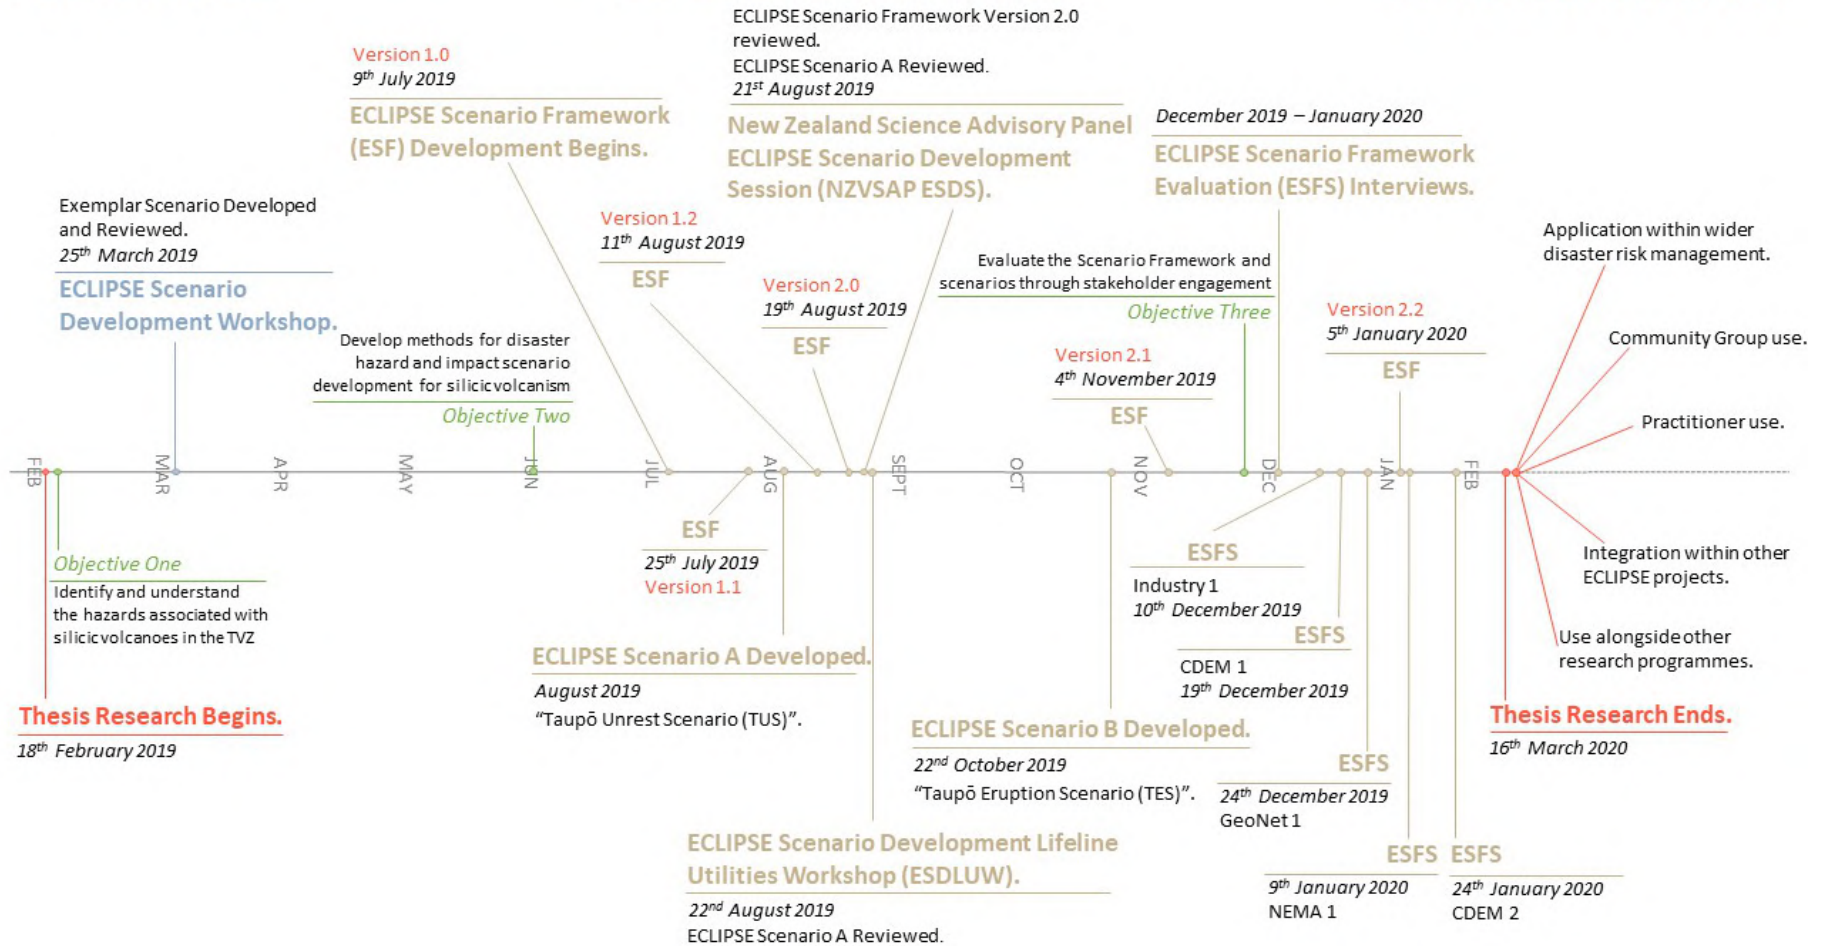 ECLIPSE Scenario Framework Version 2.0
reviewed.
ECLIPSE Scenario A Reviewed.
21st August 2019
New Zealand Science Advisory Panel
ECLIPSE Scenario Development
Session (NZVSAP ESDS).
Version 1.0
9th July 2019
ECLIPSE Scenario Framework
(ESF) Development Begins.
December 2019 – January 2020
ECLIPSE Scenario Framework
Evaluation (ESFS) Interviews.
Exemplar Scenario Developed
and Reviewed.
25th March 2019
ECLIPSE Scenario
Development Workshop.
Version 1.2
11th August 2019
ESF
Version 2.0
19th August 2019
ESF
Evaluate the Scenario Framework and
scenarios through stakeholder engagement
Objective Three
Application within wider
disaster risk management.
Develop methods for disaster
hazard and impact scenario
development for silicic volcanism
Objective Two
Version 2.1
4th November 2019
ESF
Version 2.2
5th January 2020
ESF
Community Group use.
Practitioner use.
FEB
MAR
APR
MAY
JUN
JUL
AUG
SEPT
OCT
NOV
DEC
JAN
FEB
Objective One
Identify and understand
the hazards associated with
silicic volcanoes in the TVZ
Thesis Research Begins.
18th February 2019
ESF
25th July 2019
Version 1.1
ECLIPSE Scenario A Developed.
August 2019
“Taupō Unrest Scenario (TUS)”.
ECLIPSE Scenario Development Lifeline
Utilities Workshop (ESDLUW).
22nd August 2019
ECLIPSE Scenario A Reviewed.
ECLIPSE Scenario B Developed.
22nd October 2019
“Taupō Eruption Scenario (TES)”.
ESFS
Industry 1
10th December 2019
ESFS
CDEM 1
19th December 2019
ESFS
24th December 2019
GeoNet 1
ESFS
9th January 2020
NEMA 1
ESFS
24th January 2020
CDEM 2
Integration within other
ECLIPSE projects.
Use alongside other
research programmes.
Thesis Research Ends.
16th March 2020